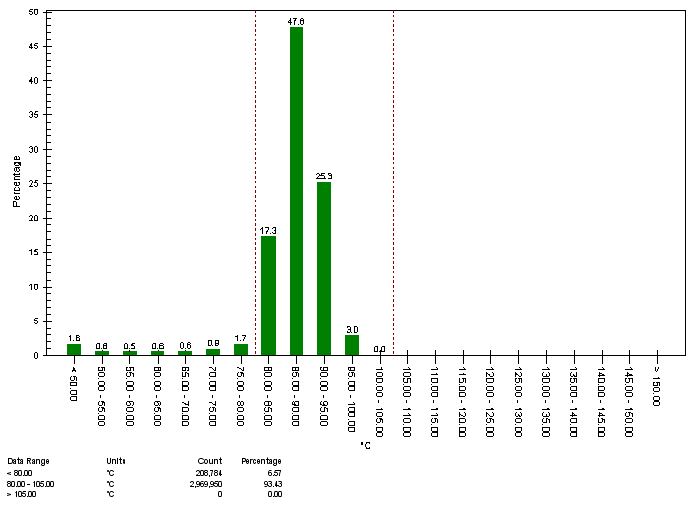 50
45
40
35
30
25
20
15
10
5
0
Percentage
1.6
0.6
0.5
0.6
0.6
0.9
1.7
17.3
47.8
25.3
3.0
0.0
< 50.00
50.00 - 55.00
55.00 - 60.00
60.00 - 65.00
65.00 - 70.00
70.00 - 75.00
75.00 - 80.00
80.00 - 85.00
85.00 - 90.00
90.00 - 95.00
95.00 - 100.00
100.00 - 105.00
105.00 - 110.00
110.00 - 115.00
115.00 - 120.00
120.00 - 125.00
125.00 - 130.00
130.00 - 135.00
135.00 - 140.00
140.00 - 145.00
145.00 - 150.00
> 150.00
°C
Data Range Units Count Percentage
< 80.00 °C 208,784 6.57
80.00 - 105.00 °C 2,969,950 93.43
> 105.00 °C 0 0.00